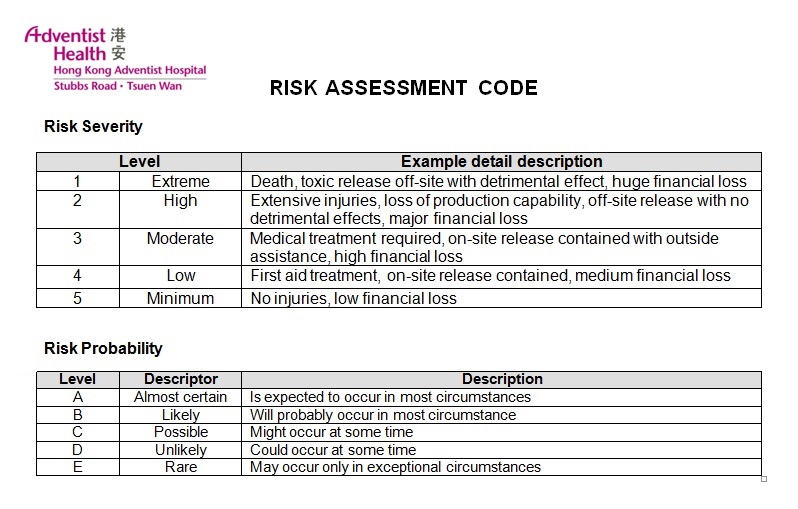 Adventist 港
Health 安
Hong Kong Adventist Hospital
Stubbs Road • Tsuen Wan
RISK ASSESSMENT CODE
Risk Severity
Level Example detail description
1 Extreme Death, toxic release off-site with detrimental effect, huge financial loss
2 High Extensive injuries, loss of production capability, off-site release with no
detrimental effects, major financial loss
3 Moderate Medical treatment required, on-site release contained with outside
assistance, high financial loss
4 Low First aid treatment, on-site release contained, medium financial loss
5 Minimum No injuries, low financial loss
Risk Probability
Level Descriptor Description
A Almost certain Is expected to occur in most circumstances
B Likely Will probably occur in most circumstance
C Possible Might occur at some time
D Unlikely Could occur at some time
E Rare May occur only in exceptional circumstances